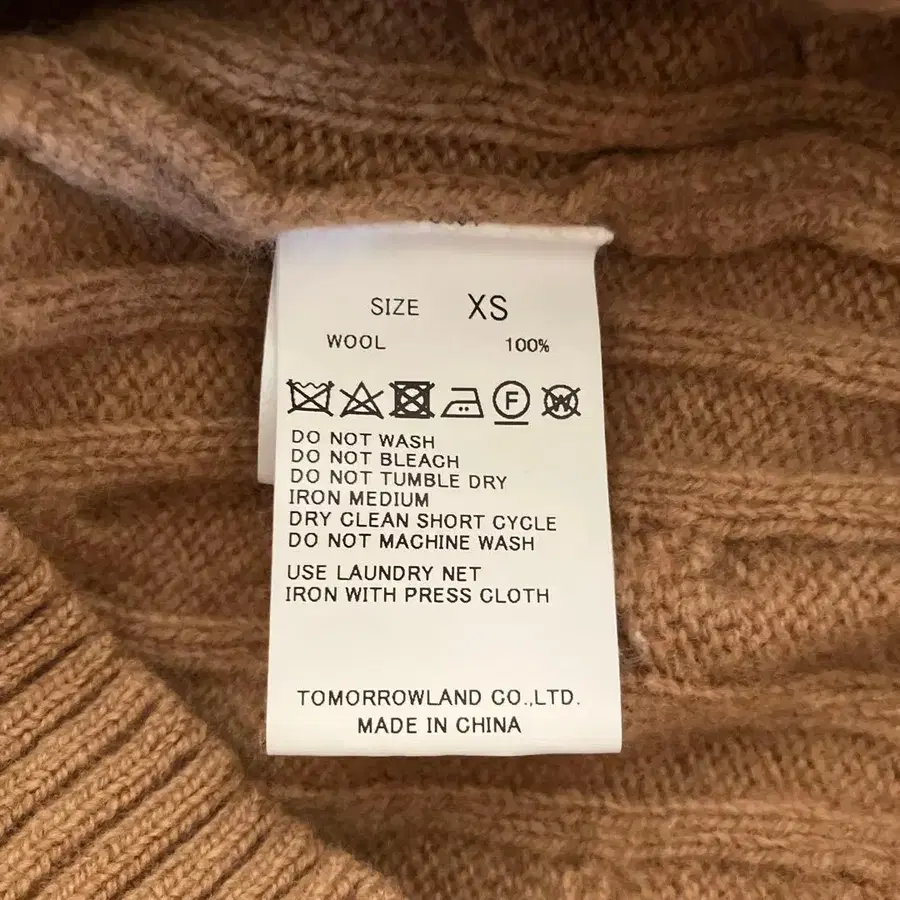 SIZE XS
WOOL 100%
F W
DO NOT WASH
DO NOT BLEACH
DO NOT TUMBLE DRY
IRON MEDIUM
DRY CLEAN SHORT CYCLE
DO NOT MACHINE WASH
USE LAUNDRY NET
IRON WITH PRESS CLOTH
TOMORROWLAND CO.,LTD.
MADE IN CHINA